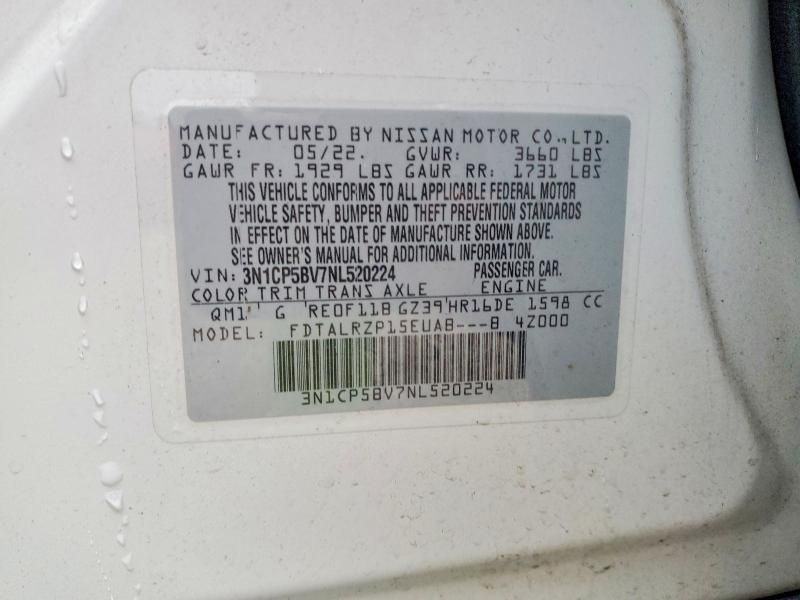 MANUFACTURED BY NISSAN MOTOR CO., LTD.
DATE: 05/22. GVWR: 3660 LBS
GAWR FR: 1929 LBS GAWR RR: 1731 LBS
THIS VEHICLE CONFORMS TO ALL APPLICABLE FEDERAL MOTOR
VEHICLE SAFETY, BUMPER AND THEFT PREVENTION STANDARDS
IN EFFECT ON THE DATE OF MANUFACTURE SHOWN ABOVE.
SEE OWNER'S MANUAL FOR ADDITIONAL INFORMATION.
VIN: 3N1CP5BV7NL520224 PASSENGER CAR.
COLOR TRIM TRANS AXLE ENGINE
QM1 G RE0F11B GZ39 HR16DE 1598 CC
MODEL: FDTALRZP15EUAB---B 4Z000
3N1CP5BV7NL520224